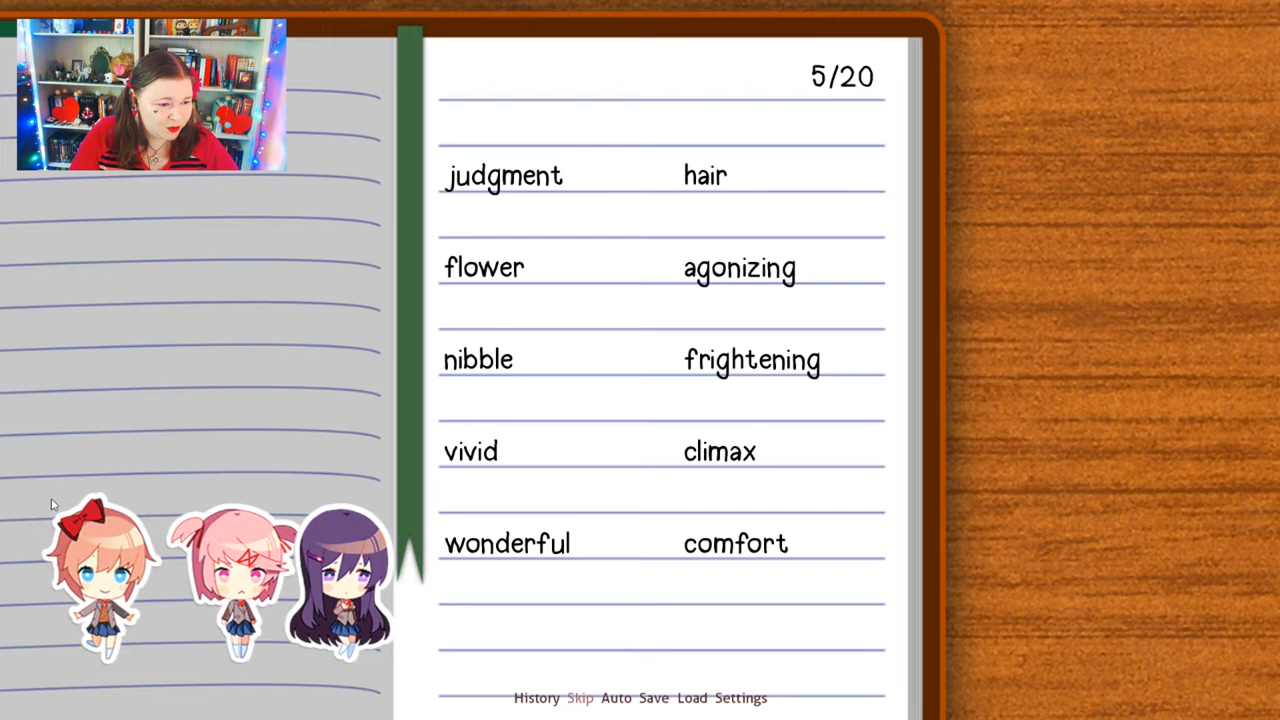 5/20
judgment hair
flower agonizing
nibble frightening
vivid climax
wonderful comfort
History Skip Auto Save Load Settings